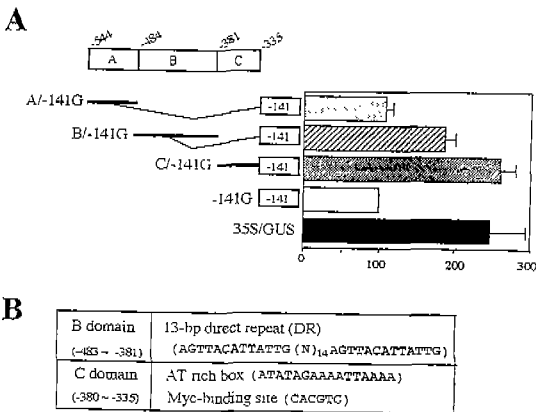 A
-544 -484 -381 -335
A B C
A/-141G -141
B/-141G -141
C/-141G -141
-141G -141
35S/GUS
0 100 200 300
B
B domain 13-bp direct repeat (DR)
(-483~ -381) (AGTTACATTATTG (N)14AGTTACATTATTG)
C domain AT rich box (ATATAGAAAATTAAAA)
(-380~ -335) Myc-binding site (CACGTG)